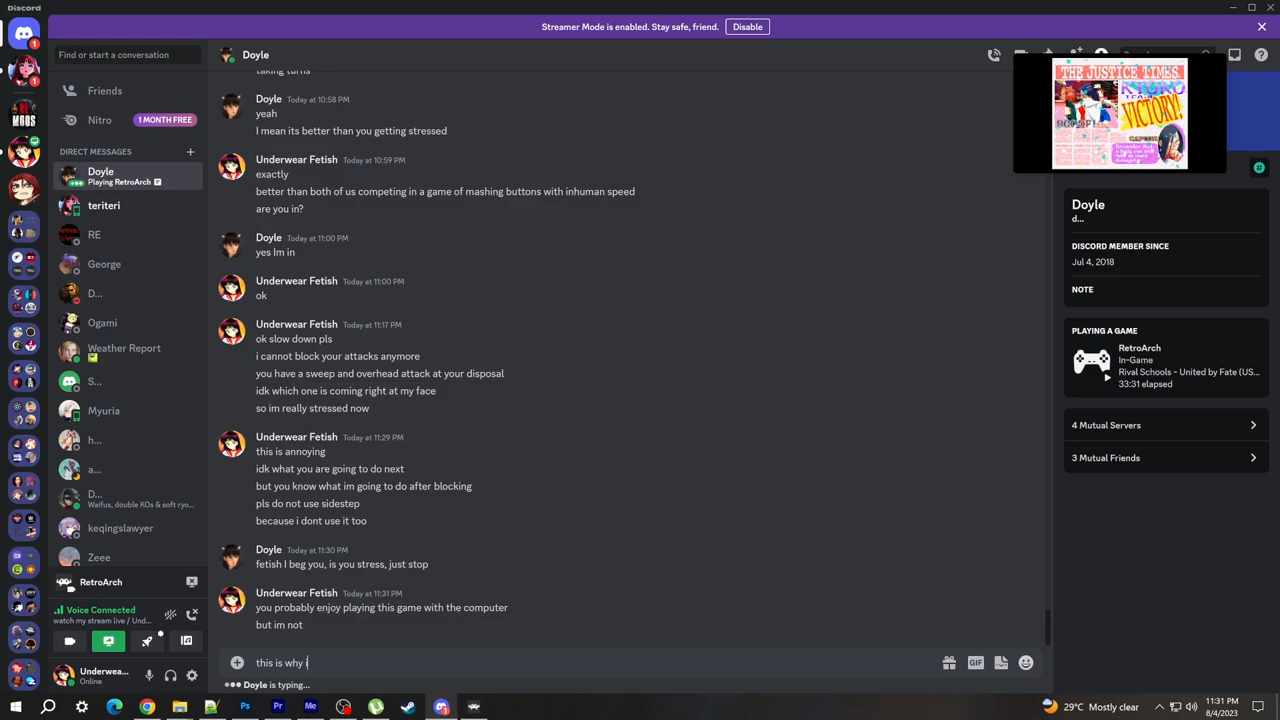 Discord
Streamer Mode is enabled. Stay safe, friend.
Disable
Find or start a conversation
Friends
Nitro
1 MONTH FREE
DIRECT MESSAGES
Doyle
Playing RetroArch
teriteri
RE
George
D...
Ogami
Weather Report
S...
Myuria
h...
a...
D...
Waifus, double KOs & soft ryo...
keqingslawyer
Zeee
RetroArch
Voice Connected
watch my stream live / Und...
Underwea...
Online
Doyle
taking turns
Doyle Today at 10:58 PM
yeah
I mean its better than you getting stressed
Underwear Fetish Today at 10:59 PM
exactly
better than both of us competing in a game of mashing buttons with inhuman speed
are you in?
Doyle Today at 11:00 PM
yes Im in
Underwear Fetish Today at 11:00 PM
ok
Underwear Fetish Today at 11:17 PM
ok slow down pls
i cannot block your attacks anymore
you have a sweep and overhead attack at your disposal
idk which one is coming right at my face
so im really stressed now
Underwear Fetish Today at 11:29 PM
this is annoying
idk what you are going to do next
but you know what im going to do after blocking
pls do not use sidestep
because i dont use it too
Doyle Today at 11:30 PM
fetish I beg you, is you stress, just stop
Underwear Fetish Today at 11:31 PM
you probably enjoy playing this game with the computer
but im not
this is why i
GIF
Doyle is typing...
THE JUSTICE TIMES
KYOKO
TEAM
VICTORY!
Doyle
d...
DISCORD MEMBER SINCE
Jul 4, 2018
NOTE
PLAYING A GAME
RetroArch
In-Game
Rival Schools - United by Fate (US...
33:31 elapsed
4 Mutual Servers
3 Mutual Friends
29°C Mostly clear
11:31 PM
8/4/2023